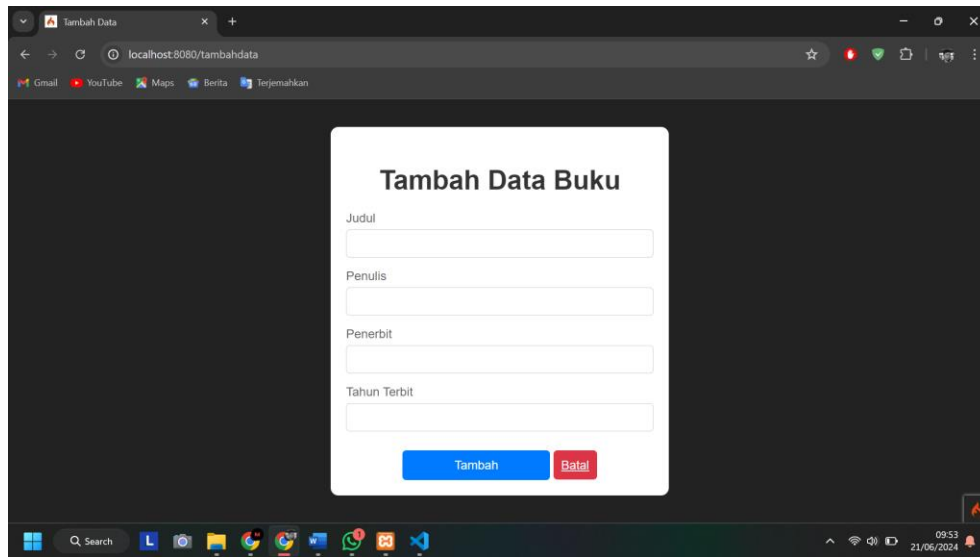 Tambah Data
localhost:8080/tambahdata
Gmail YouTube Maps Berita Terjemahkan
Tambah Data Buku
Judul
Penulis
Penerbit
Tahun Terbit
Tambah Batal
Search L W 1
09:53
21/06/2024